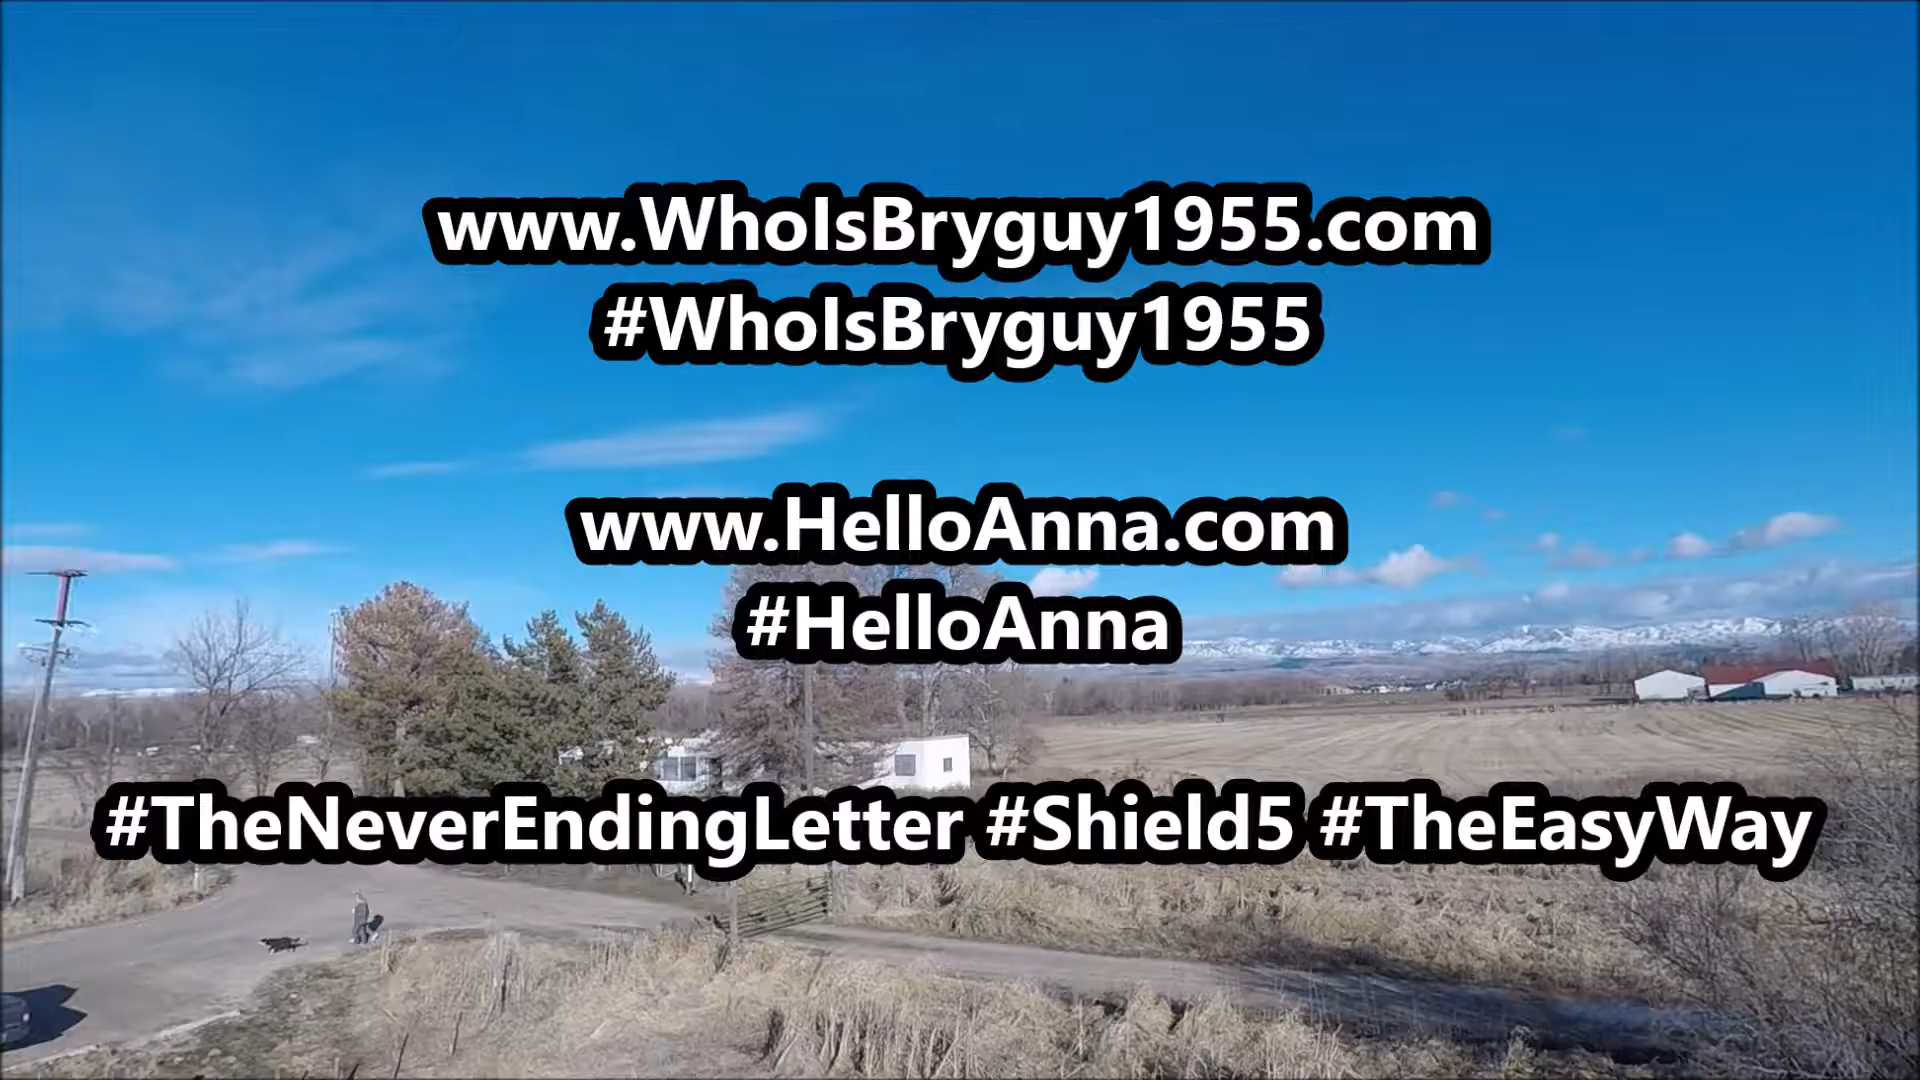 www.WhoIsBryguy1955.com
#WhoIsBryguy1955
www.HelloAnna.com
#HelloAnna
#TheNeverEndingLetter #Shield5 #TheEasyWay